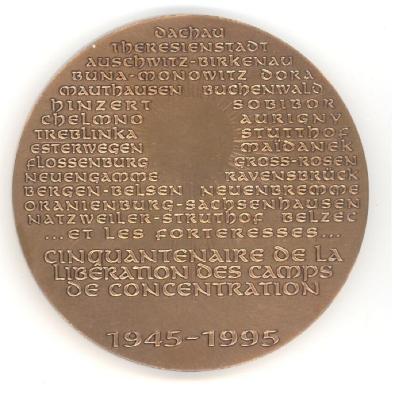 DACHAU
THERESIENSTADT
AUSCHWITZ-BIRKENAU
BUNA-MONOWITZ DORA
MAUTHAUSEN BUCHENWALD
HINZERT SOBIBOR
CHELMNO AURIGNY
TREBLINKA STUTTHOF
ESTERWEGEN MAÏDANEK
FLOSSENBURG GROSS-ROSEN
NEUENGAMME RAVENSBRÜCK
BERGEN-BELSEN NEUENBREMME
ORANIENBURG-SACHSENHAUSEN
NATZWEILER-STRUTHOF BELZEC
...ET LES FORTERESSES...
CINQUANTENAIRE DE LA
LIBÉRATION DES CAMPS
DE CONCENTRATION
1945-1995